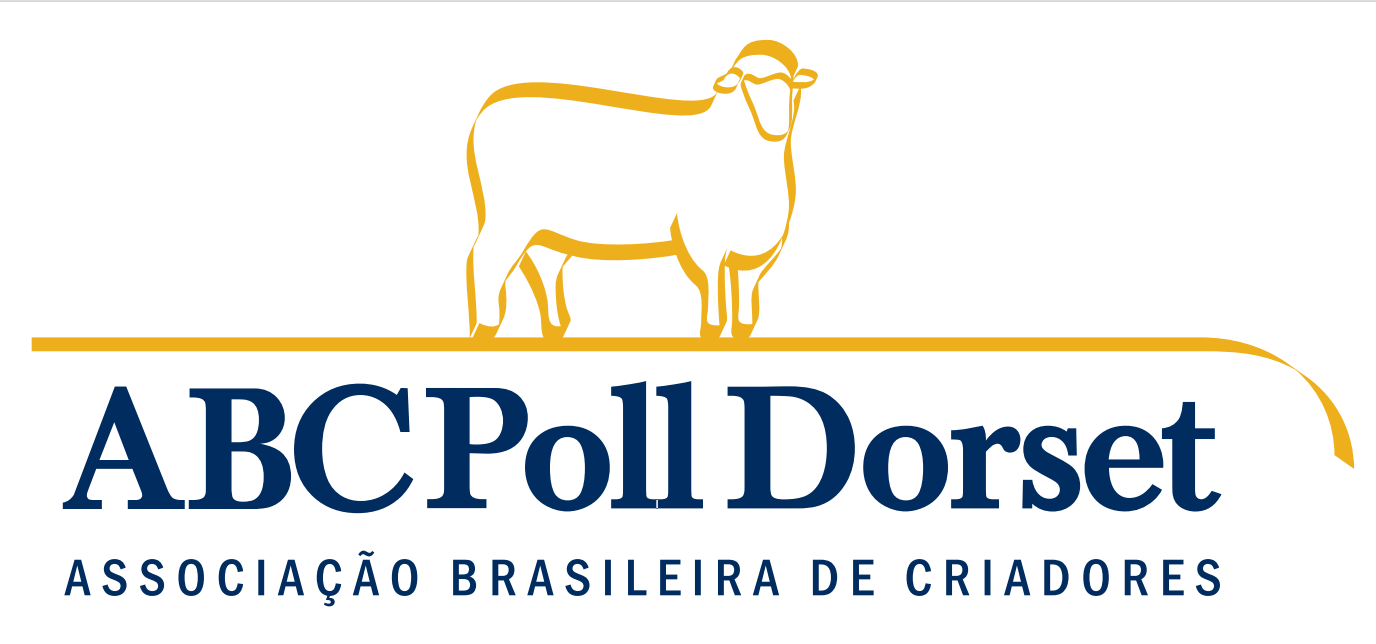 ABCPoll Dorset
ASSOCIAÇÃO BRASILEIRA DE CRIADORES